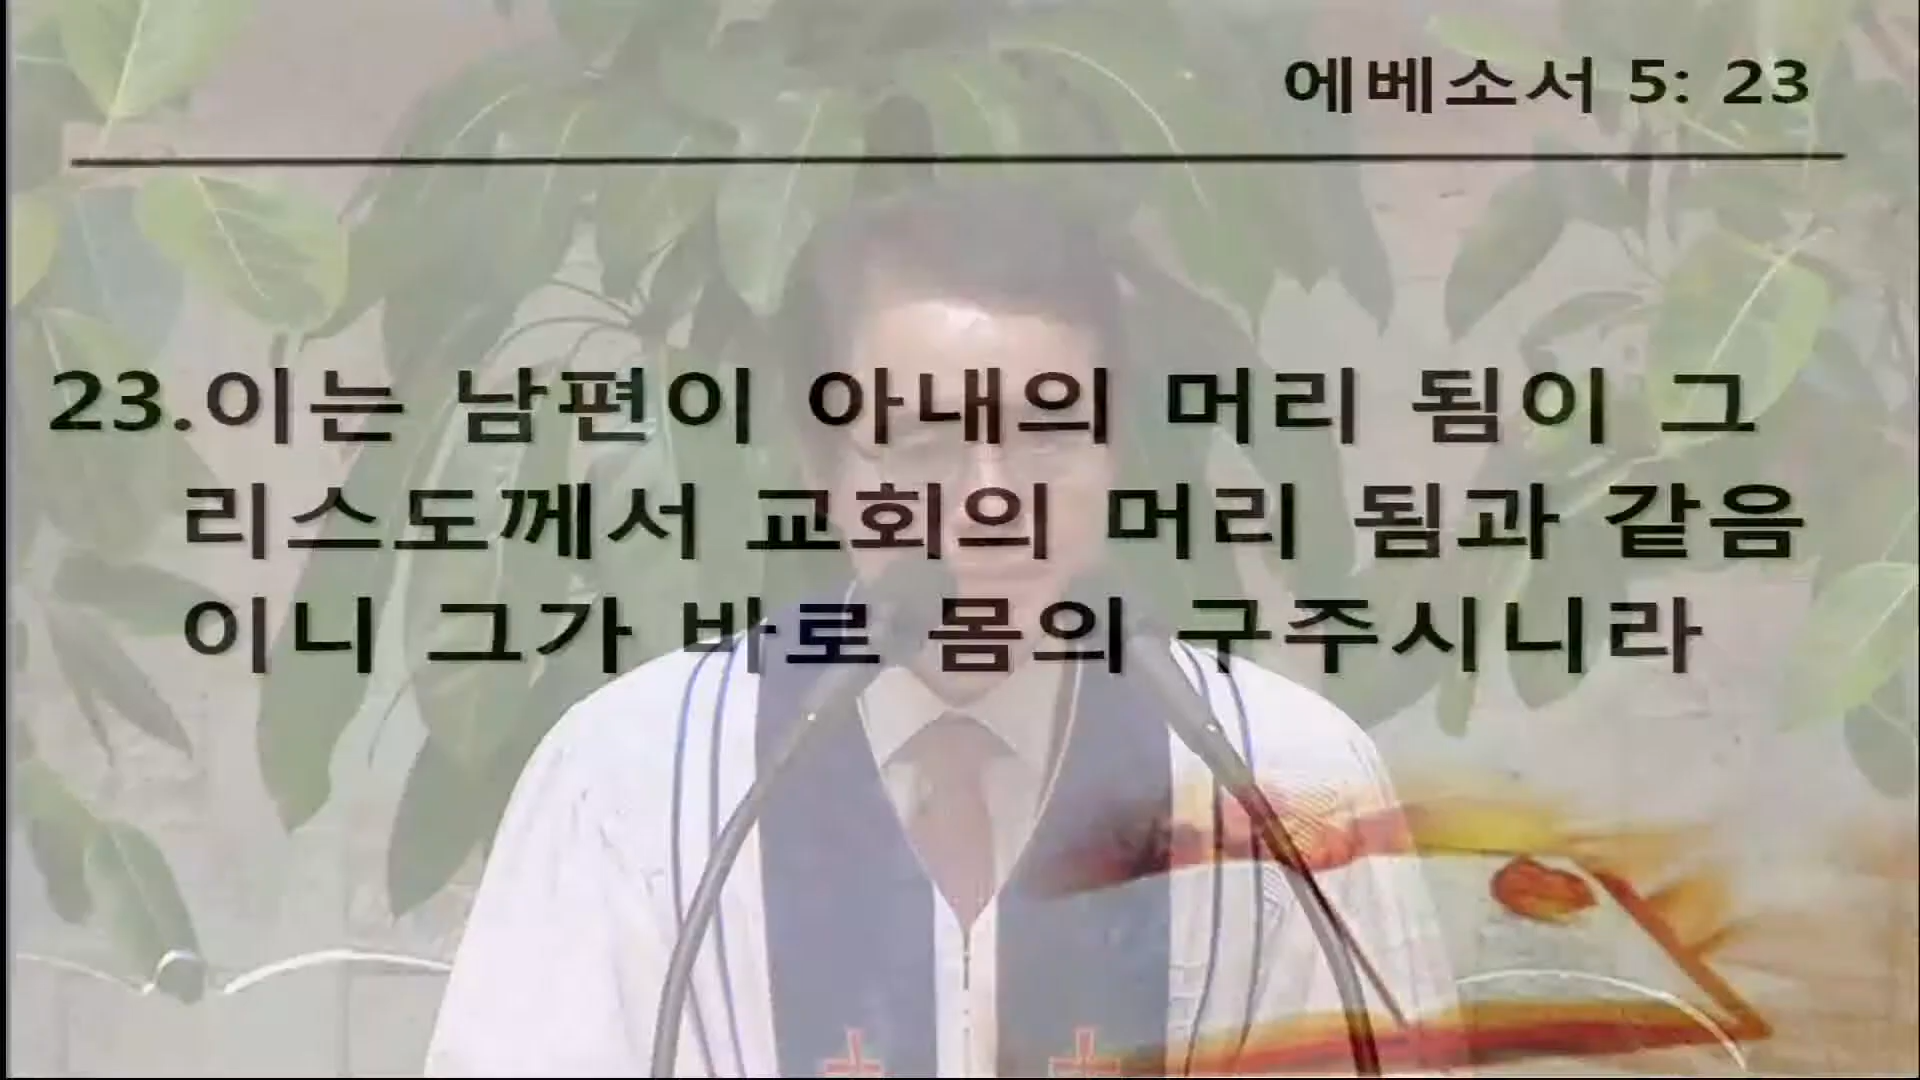 에베소서 5: 23
23.이는 남편이 아내의 머리 됨이 그
리스도께서 교회의 머리 됨과 같음
이니 그가 바로 몸의 구주시니라